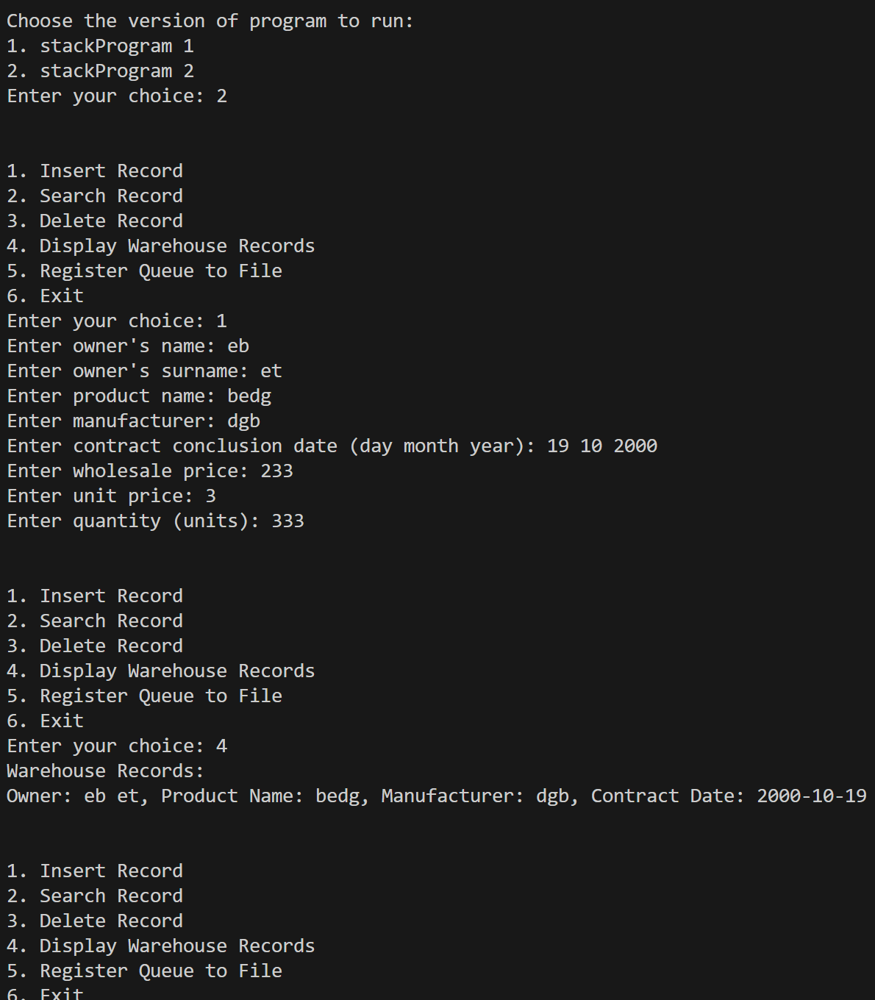 Choose the version of program to run:
1. stackProgram 1
2. stackProgram 2
Enter your choice: 2
1. Insert Record
2. Search Record
3. Delete Record
4. Display Warehouse Records
5. Register Queue to File
6. Exit
Enter your choice: 1
Enter owner's name: eb
Enter owner's surname: et
Enter product name: bedg
Enter manufacturer: dgb
Enter contract conclusion date (day month year): 19 10 2000
Enter wholesale price: 233
Enter unit price: 3
Enter quantity (units): 333
1. Insert Record
2. Search Record
3. Delete Record
4. Display Warehouse Records
5. Register Queue to File
6. Exit
Enter your choice: 4
Warehouse Records:
Owner: eb et, Product Name: bedg, Manufacturer: dgb, Contract Date: 2000-10-19
1. Insert Record
2. Search Record
3. Delete Record
4. Display Warehouse Records
5. Register Queue to File
6. Exit